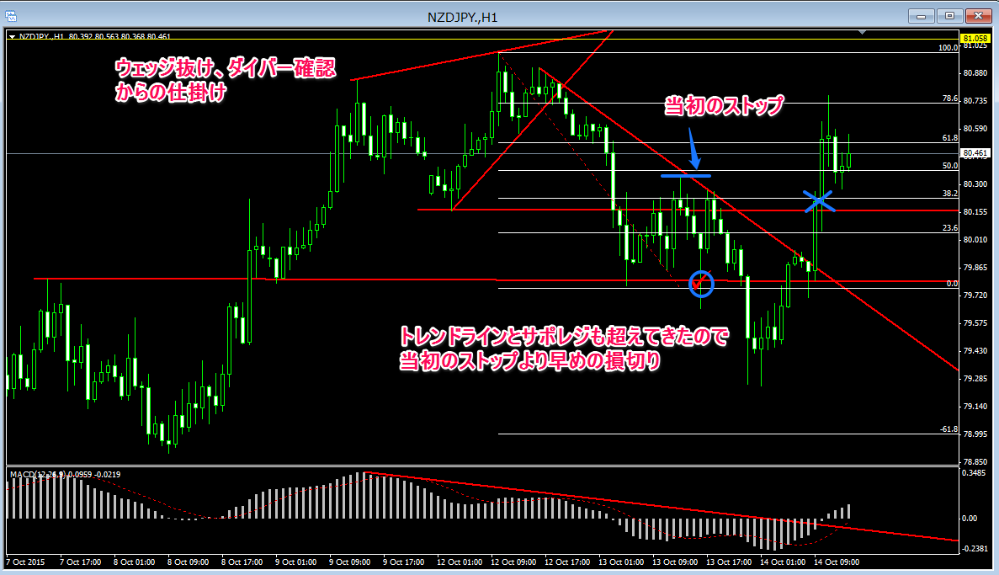 NZDJPY.,H1
NZDJPY.,H1 80.392 80.563 80.368 80.461
ウェッジ抜け、ダイバー確認
からの仕掛け
当初のストップ
トレンドラインとサポレジも超えてきたので
当初のストップより早めの損切り
100.0
78.6
61.8
50.0
38.2
23.6
0.0
-61.8
81.058
81.025
80.880
80.735
80.590
80.461
80.300
80.155
80.010
79.865
79.720
79.575
79.430
79.285
79.140
78.995
78.850
MACD(12,26,9) 0.0959 -0.0219
0.3485
0.00
-0.2381
7 Oct 2015
7 Oct 17:00
8 Oct 01:00
8 Oct 09:00
8 Oct 17:00
9 Oct 01:00
9 Oct 09:00
9 Oct 17:00
12 Oct 01:00
12 Oct 09:00
12 Oct 17:00
13 Oct 01:00
13 Oct 09:00
13 Oct 17:00
14 Oct 01:00
14 Oct 09:00